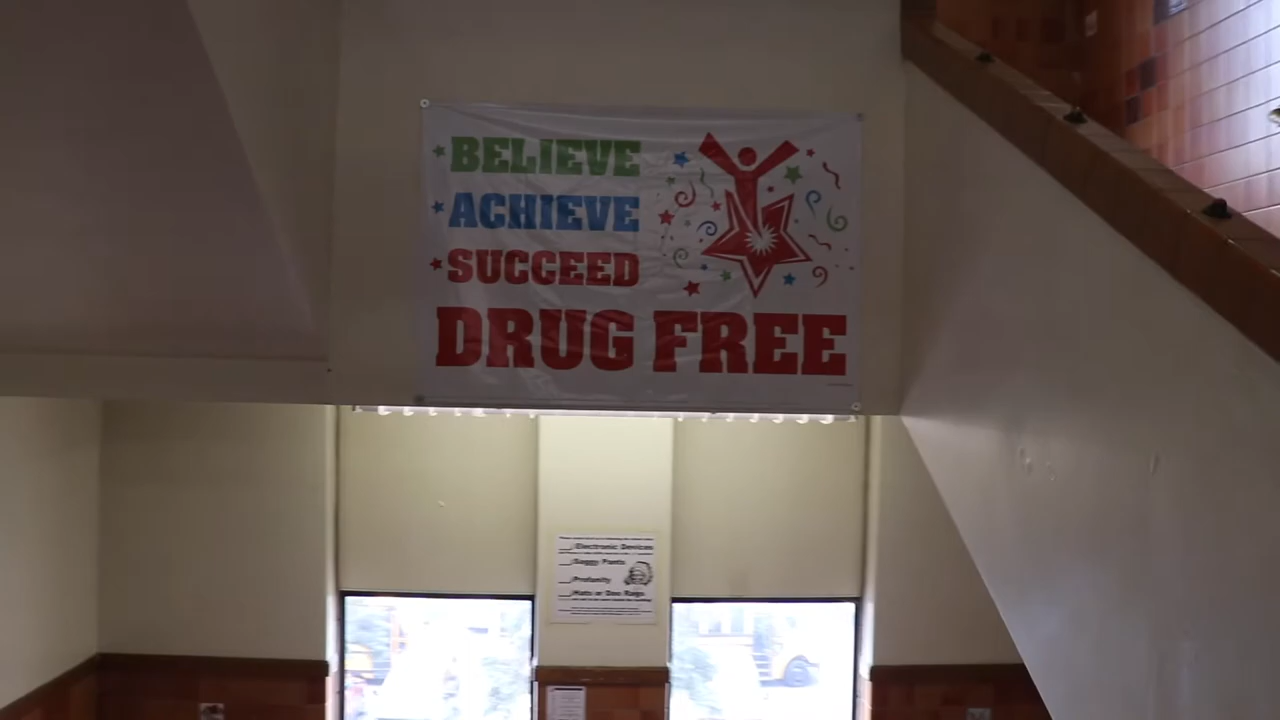 BELIEVE
ACHIEVE
SUCCEED
DRUG FREE
Electronic Devices
Saggy Pants
Profanity
Hats or Doo Rags